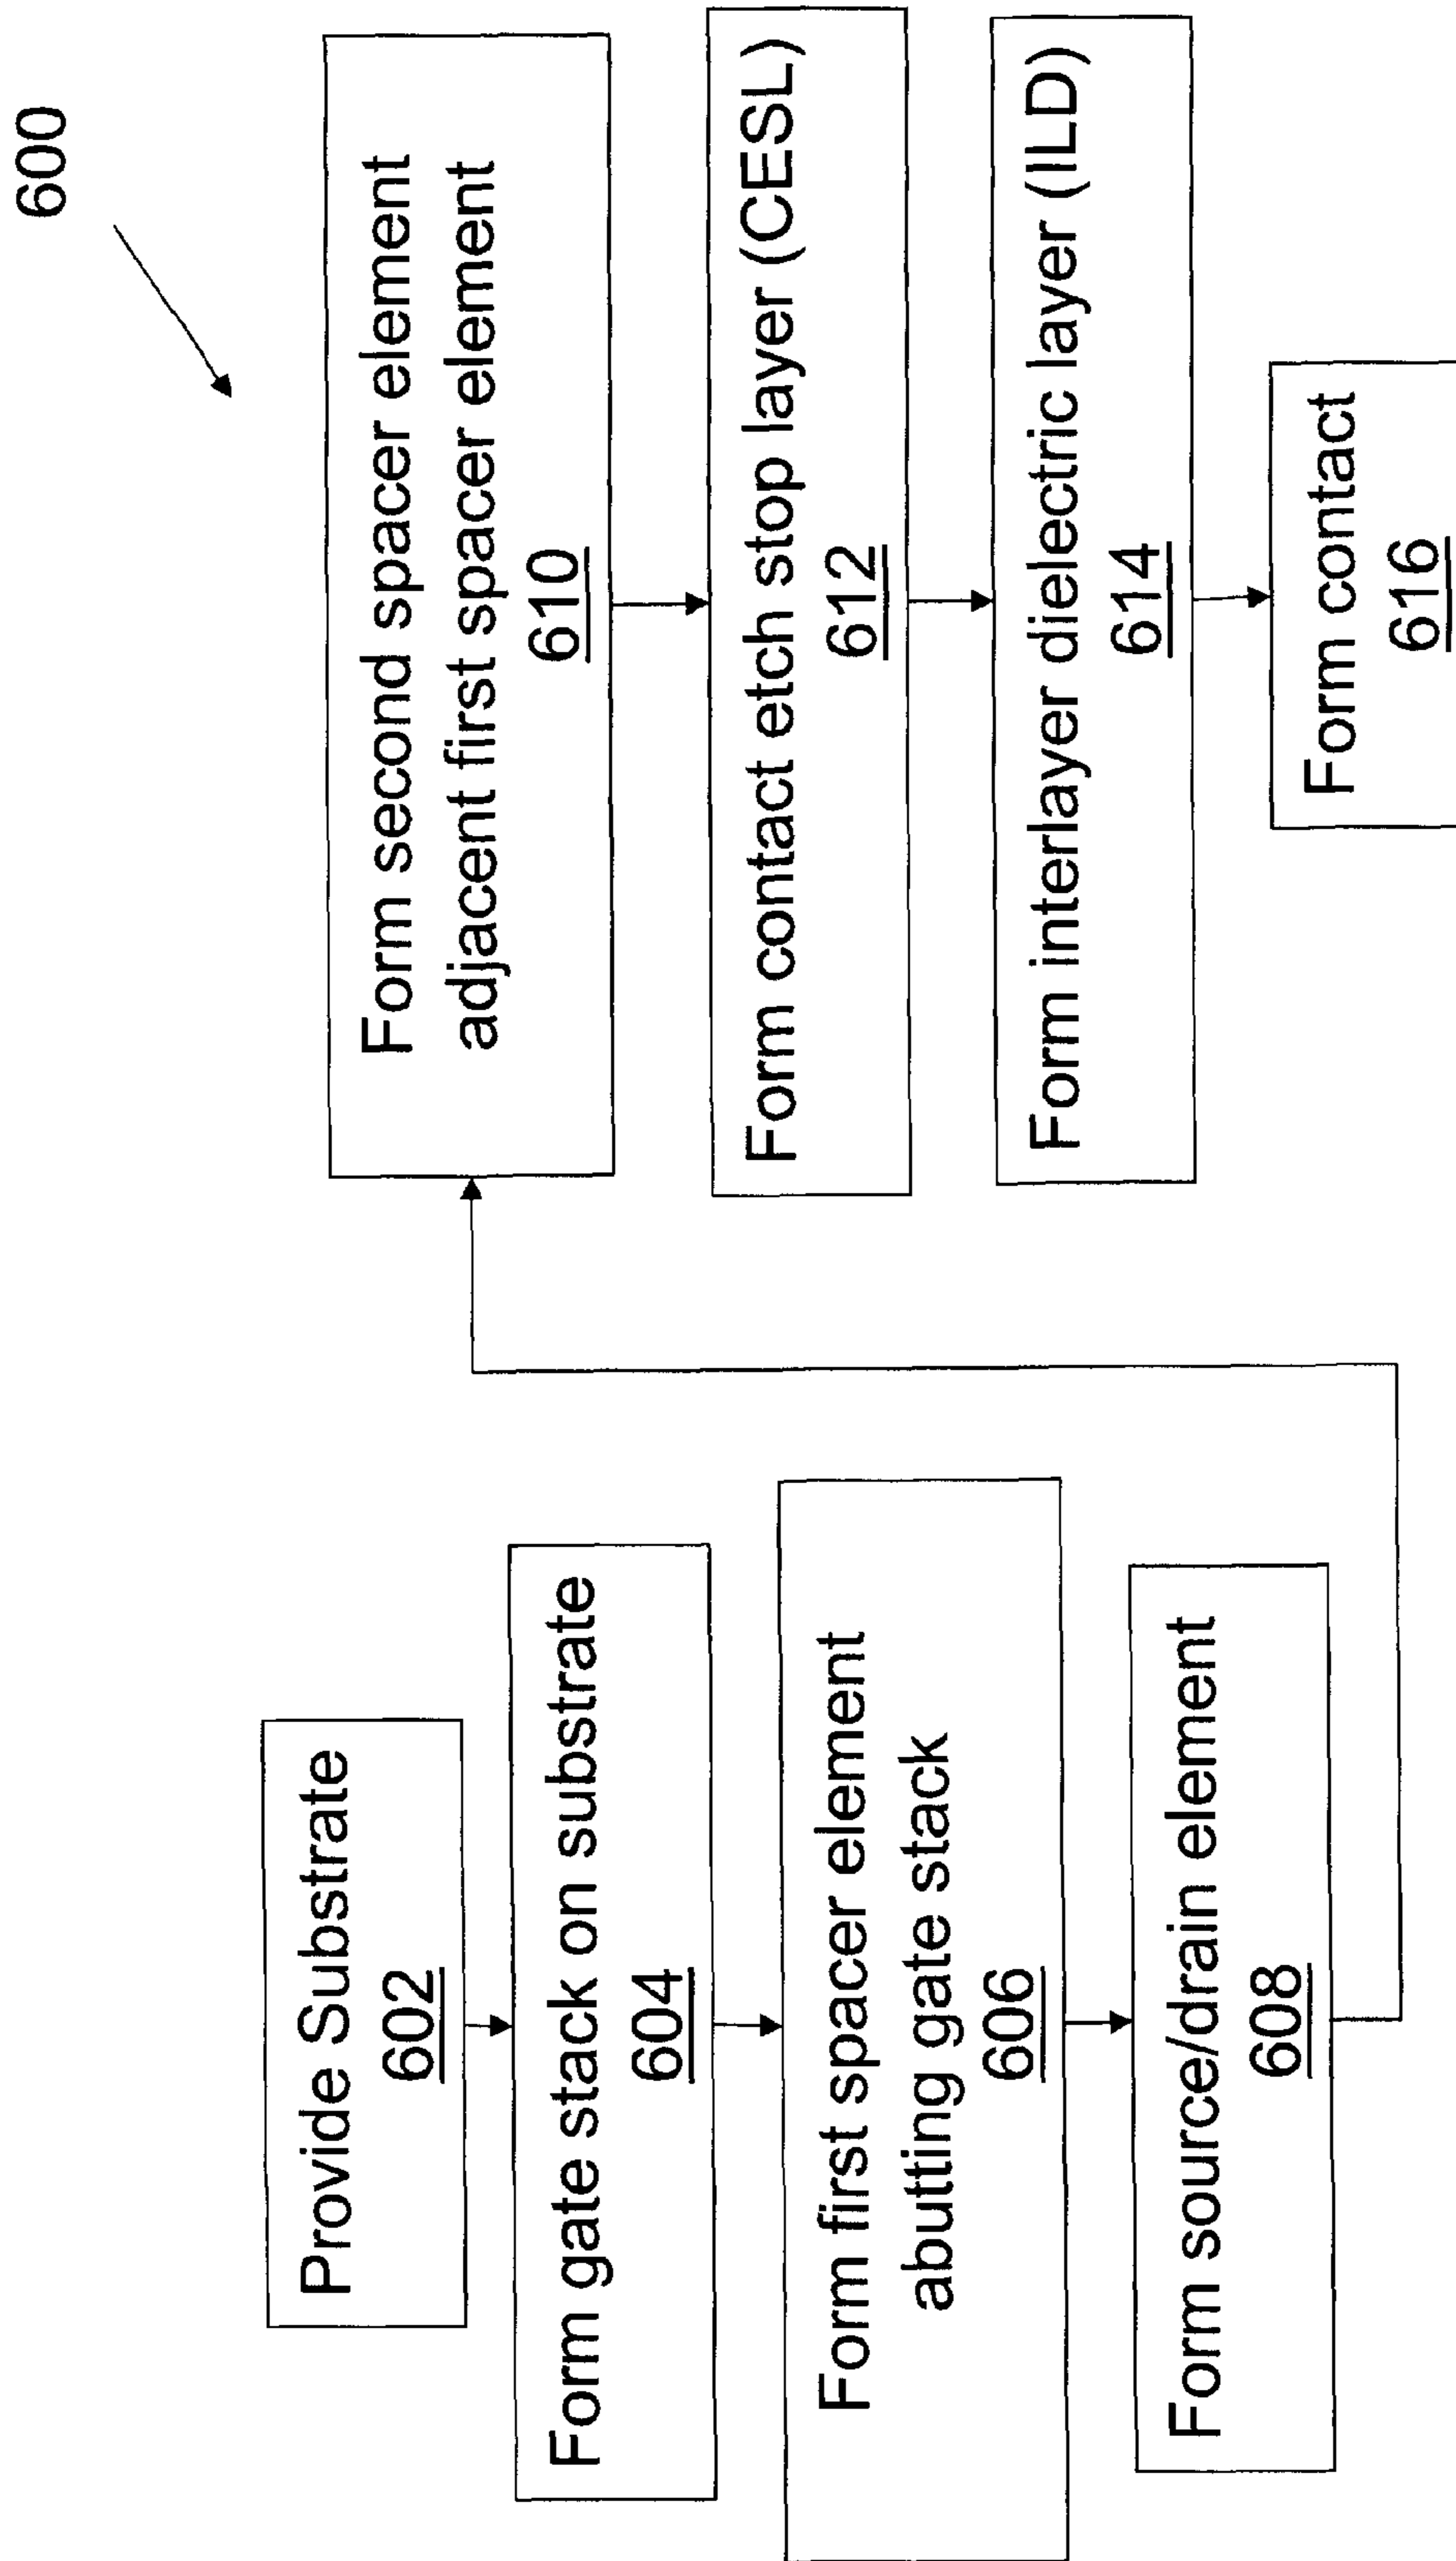 600
Provide Substrate
602
Form gate stack on substrate
604
Form first spacer element
abutting gate stack
606
Form source/drain element
608
Form second spacer element
adjacent first spacer element
610
Form contact etch stop layer (CESL)
612
Form interlayer dielectric layer (ILD)
614
Form contact
616